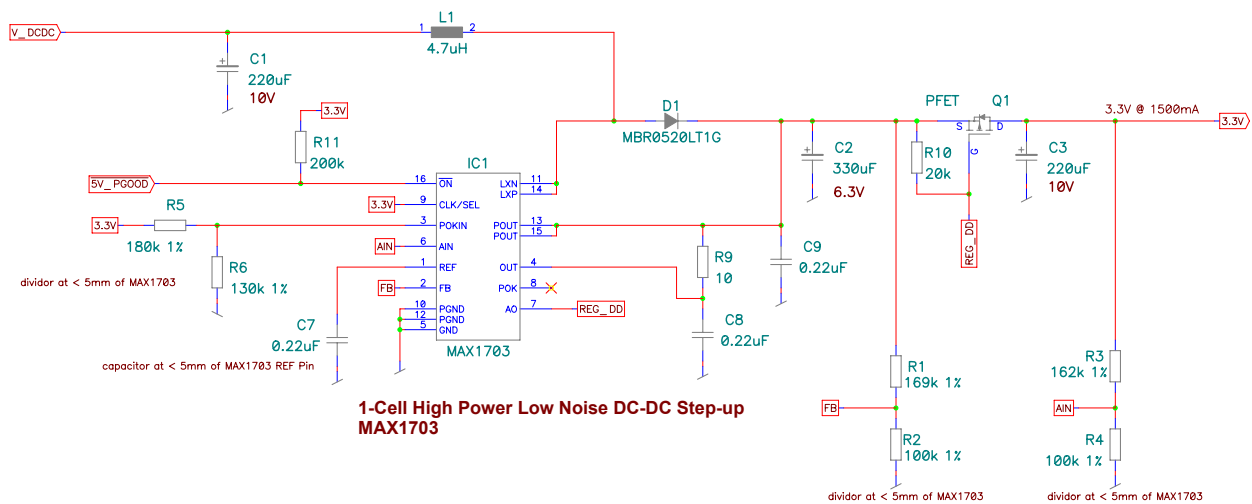 V_DCDC
1
L1
2
4.7uH
C1
220uF
10V
3.3V
R11
200k
5V_PGOOD
3.3V
R5
180k 1%
R6
130k 1%
dividor at < 5mm of MAX1703
3.3V
AIN
FB
C7
0.22uF
capacitor at < 5mm of MAX1703 REF Pin
IC1
16 ON LXN 11
LXP 14
9 CLK/SEL
3 POKIN POUT 13
POUT 15
6 AIN
1 REF OUT 4
2 FB POK 8
10 PGND AO 7
12 PGND
5 GND
MAX1703
REG_DD
D1
MBR0520LT1G
R9
10
C8
0.22uF
C9
0.22uF
C2
330uF
6.3V
PFET Q1
S D
G
R10
20k
REG_DD
C3
220uF
10V
3.3V @ 1500mA
3.3V
R1
169k 1%
FB
R2
100k 1%
dividor at < 5mm of MAX1703
R3
162k 1%
AIN
R4
100k 1%
dividor at < 5mm of MAX1703
1-Cell High Power Low Noise DC-DC Step-up
MAX1703